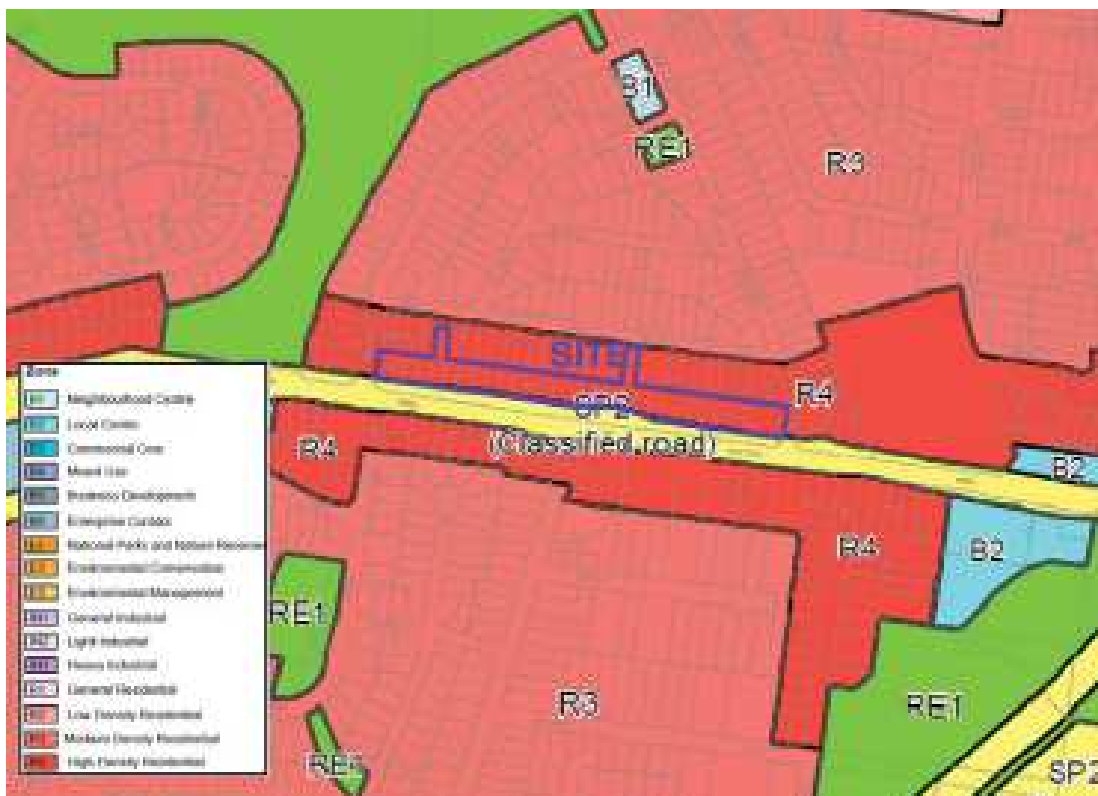 B1
RE1
R3
SITE
R4
SP2
(Classified road)
R4
B2
R4
B2
RE1
R3
RE1
SP2
Zone
Neighbourhood Centre
Local Centre
Commercial Core
Mixed Use
Business Development
Enterprise Corridor
National Parks and Nature Reserves
Environmental Conservation
Environmental Management
General Industrial
Light Industrial
Heavy Industrial
General Residential
Low Density Residential
Medium Density Residential
High Density Residential